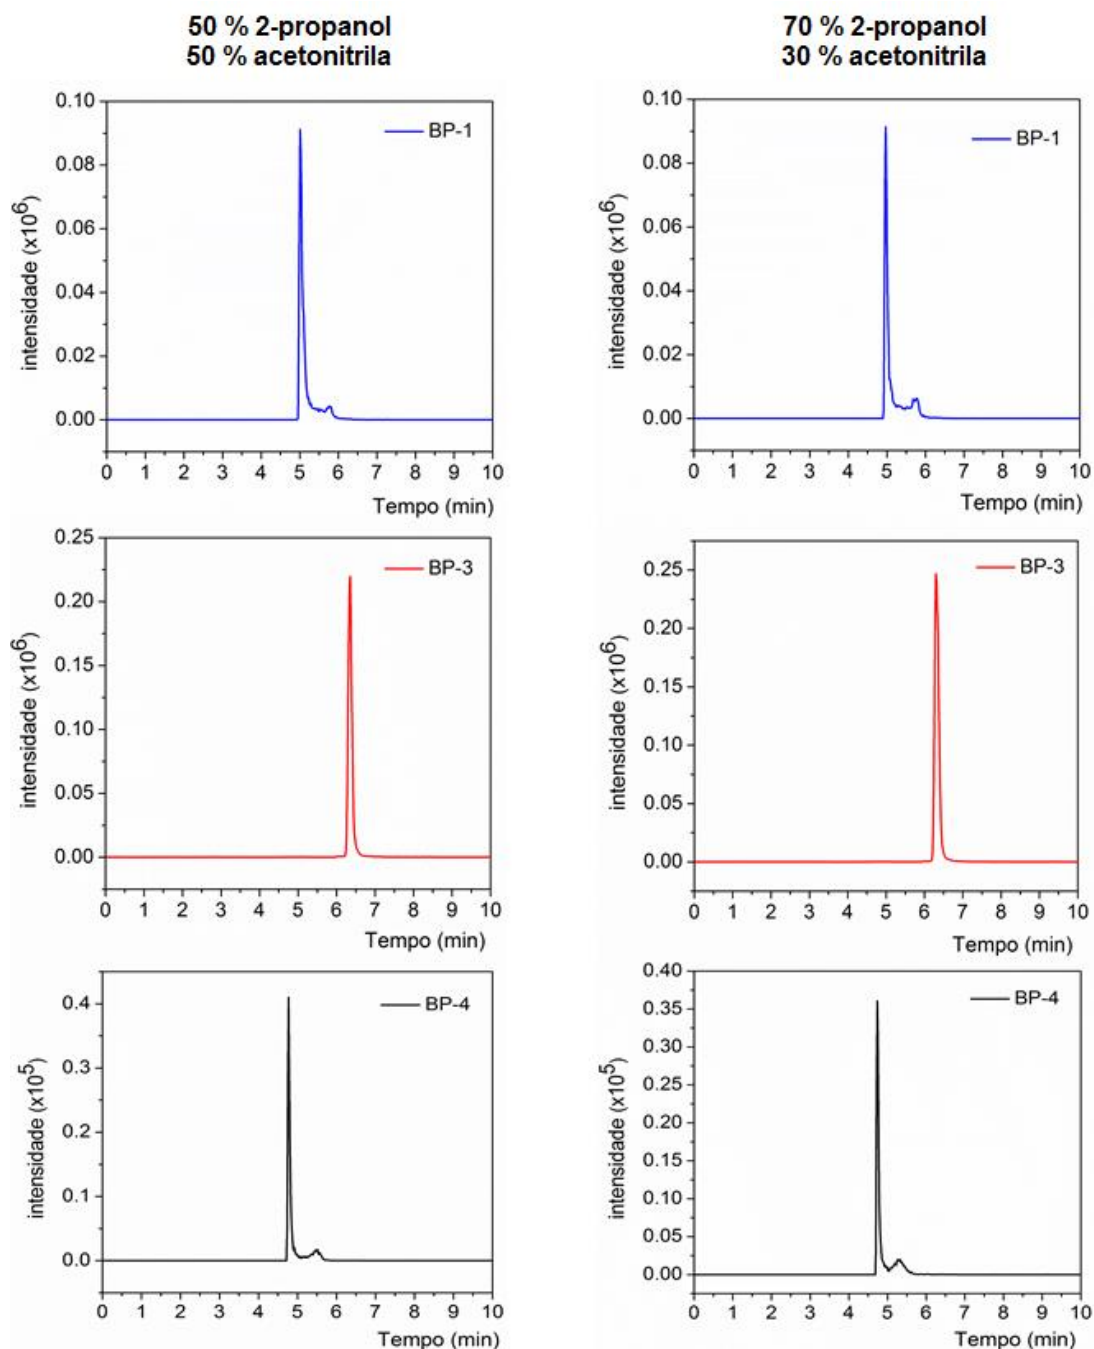 50 % 2-propanol
50 % acetonitrila
70 % 2-propanol
30 % acetonitrila
0.10
0.08
0.06
0.04
0.02
0.00
intensidade (x10⁶)
BP-1
0 1 2 3 4 5 6 7 8 9 10
Tempo (min)
0.10
0.08
0.06
0.04
0.02
0.00
intensidade (x10⁶)
BP-1
0 1 2 3 4 5 6 7 8 9 10
Tempo (min)
0.25
0.20
0.15
0.10
0.05
0.00
intensidade (x10⁶)
BP-3
0 1 2 3 4 5 6 7 8 9 10
Tempo (min)
0.25
0.20
0.15
0.10
0.05
0.00
intensidade (x10⁶)
BP-3
0 1 2 3 4 5 6 7 8 9 10
Tempo (min)
0.4
0.3
0.2
0.1
0.0
intensidade (x10⁵)
BP-4
0 1 2 3 4 5 6 7 8 9 10
Tempo (min)
0.40
0.35
0.30
0.25
0.20
0.15
0.10
0.05
0.00
intensidade (x10⁵)
BP-4
0 1 2 3 4 5 6 7 8 9 10
Tempo (min)